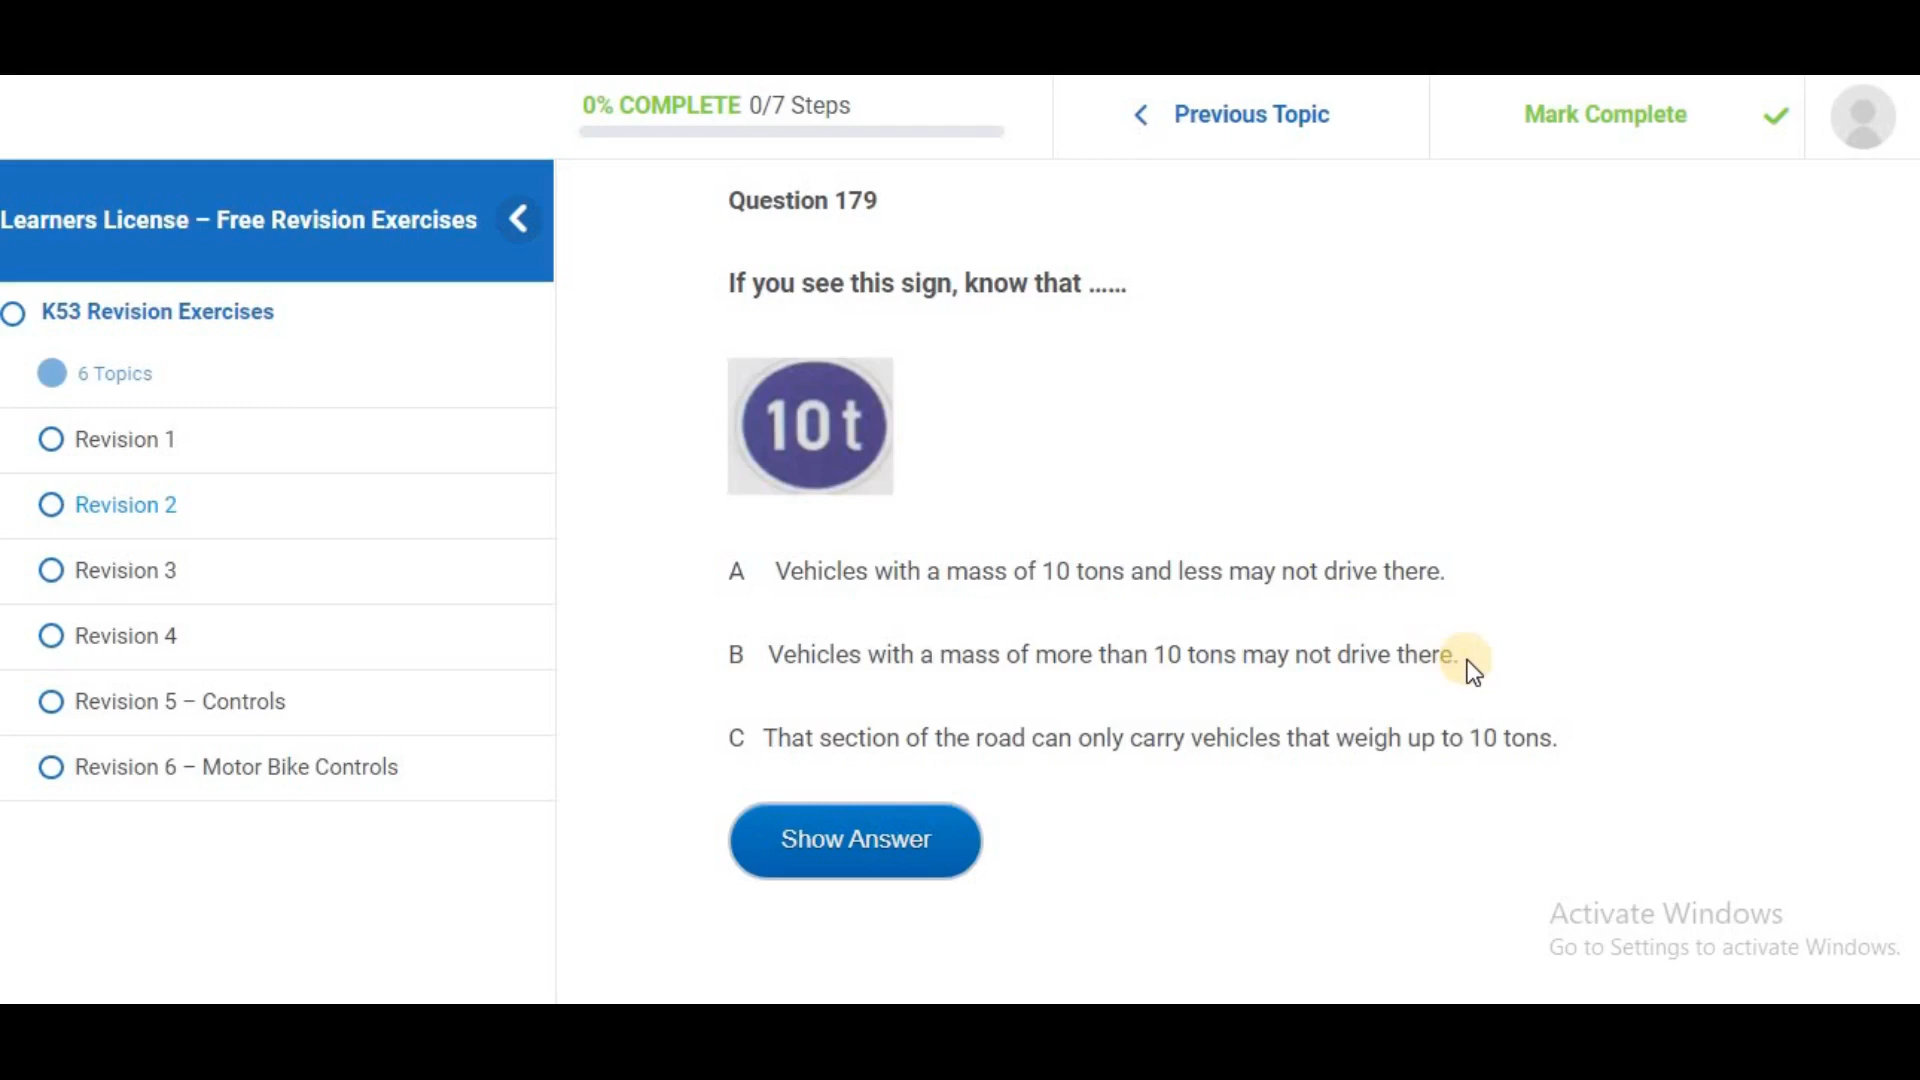 0% COMPLETE 0/7 Steps
Previous Topic
Mark Complete
Learners License – Free Revision Exercises
K53 Revision Exercises
6 Topics
Revision 1
Revision 2
Revision 3
Revision 4
Revision 5 – Controls
Revision 6 – Motor Bike Controls
Question 179
If you see this sign, know that ......
10t
A Vehicles with a mass of 10 tons and less may not drive there.
B Vehicles with a mass of more than 10 tons may not drive there.
C That section of the road can only carry vehicles that weigh up to 10 tons.
Show Answer
Activate Windows
Go to Settings to activate Windows.